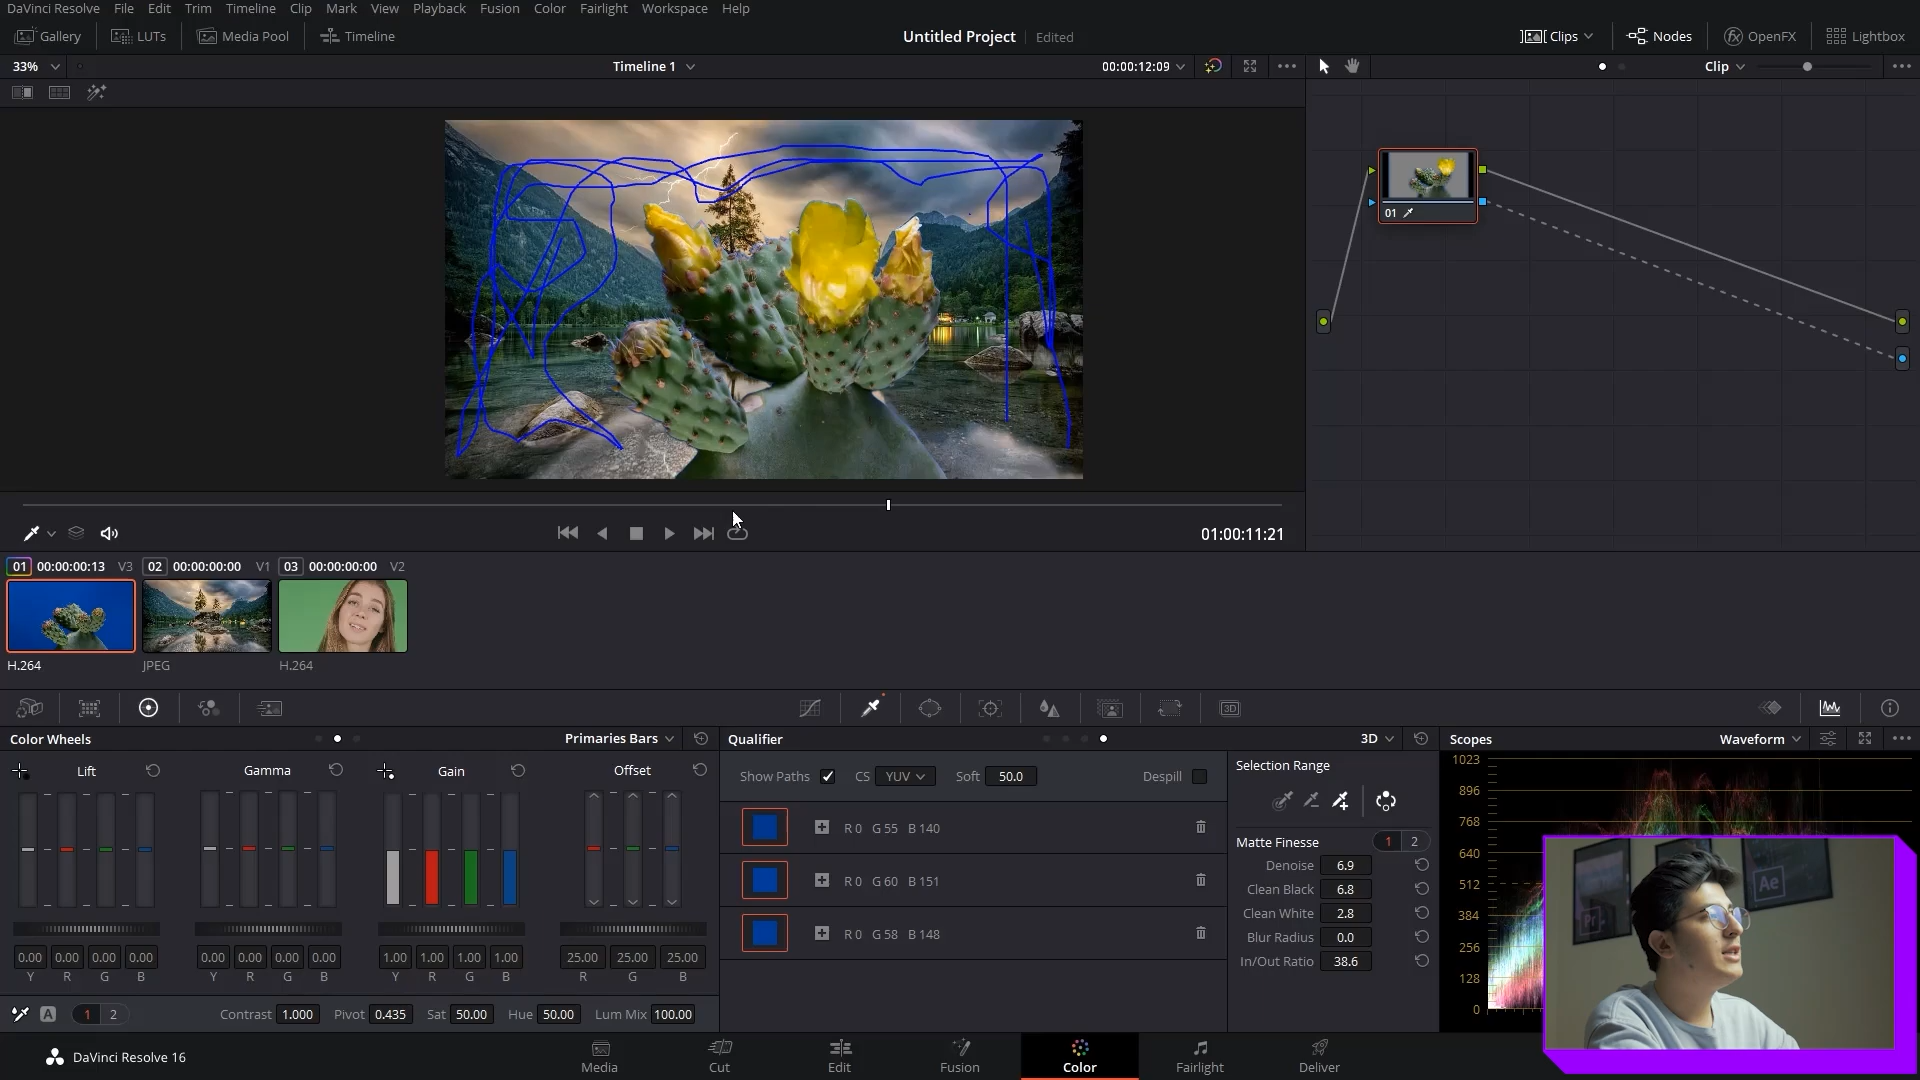 DaVinci Resolve File Edit Trim Timeline Clip Mark View Playback Fusion Color Fairlight Workspace Help
Gallery LUTs Media Pool Timeline Untitled Project Edited Clips Nodes OpenFX Lightbox
33% Timeline 1 00:00:12:09 Clip
01
01:00:11:21
01 00:00:00:13 V3 02 00:00:00:00 V1 03 00:00:00:00 V2
H.264 JPEG H.264
3D
Color Wheels Primaries Bars Qualifier 3D Scopes Waveform
Lift Gamma Gain Offset
Show Paths CS YUV Soft 50.0 Despill
R 0 G 55 B 140
R 0 G 60 B 151
R 0 G 58 B 148
Selection Range
Matte Finesse 1 2
Denoise 6.9
Clean Black 6.8
Clean White 2.8
Blur Radius 0.0
In/Out Ratio 38.6
1023
896
768
640
512
384
256
128
0
Ae
Pr
0.00 0.00 0.00 0.00 0.00 0.00 0.00 0.00 1.00 1.00 1.00 1.00 25.00 25.00 25.00
Y R G B Y R G B Y R G B R G B
A 1 2 Contrast 1.000 Pivot 0.435 Sat 50.00 Hue 50.00 Lum Mix 100.00
DaVinci Resolve 16 Media Cut Edit Fusion Color Fairlight Deliver